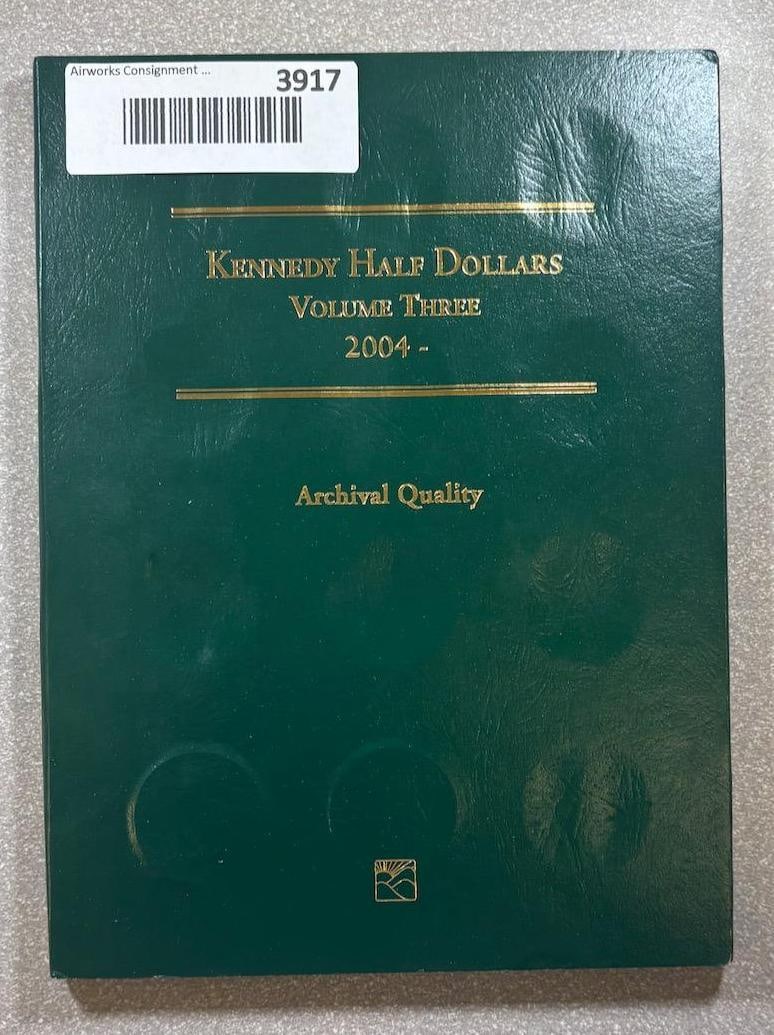 Airworks Consignment ...
3917
KENNEDY HALF DOLLARS
VOLUME THREE
2004 -
Archival Quality